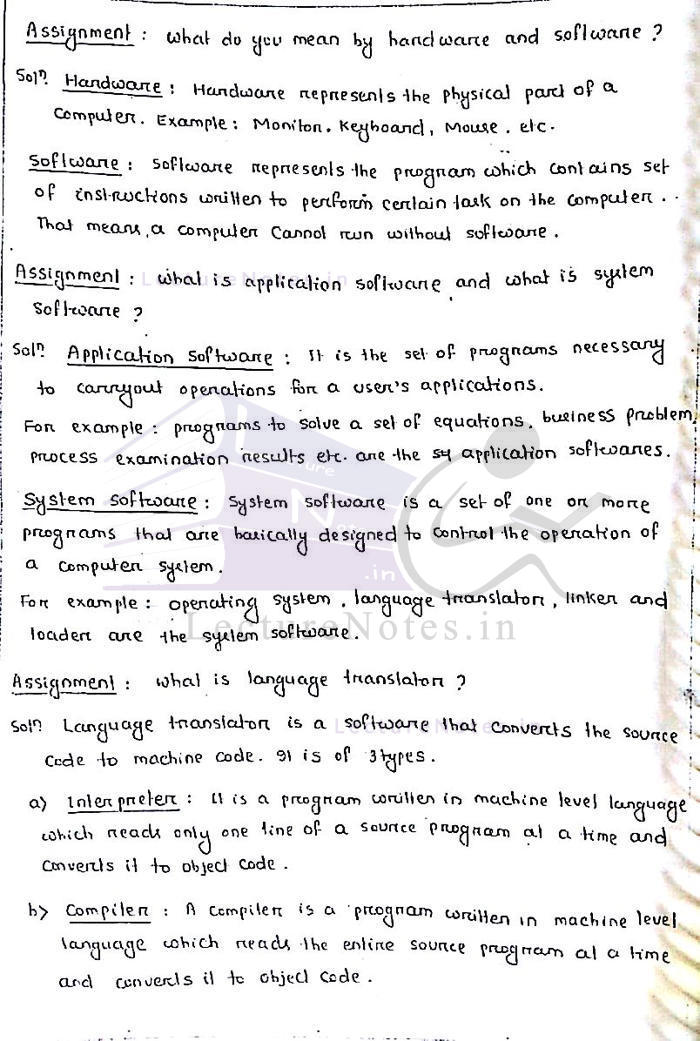 Assignment : what do you mean by hardware and software ?
Solⁿ. Hardware : Hardware represents the physical part of a
Computer. Example : Monitor, Keyboard, Mouse, etc.
Software : Software represents the program which contains set
of instructions written to perform certain task on the computer.
That means, a computer cannot run without software.
LectureNotes.in
Assignment : what is application software and what is system
software ?
Solⁿ. Application Software : It is the set of programs necessary
to carryout operations for a user's applications.
For example : programs to solve a set of equations, business problem,
process examination results etc. are the application softwares.
System Software : System software is a set of one or more
programs that are basically designed to control the operation of
a computer system.
For example : operating system, language translator, linker and
loader are the system software.
LectureNotes.in
Assignment : what is language translator ?
Solⁿ. Language translator is a software that converts the source
Code to machine code. It is of 3 types.
a) Interpreter : It is a program written in machine level language
which reads only one line of a source program at a time and
converts it to object code.
b) Compiler : A compiler is a program written in machine level
language which reads the entire source program at a time
and converts it to object code.